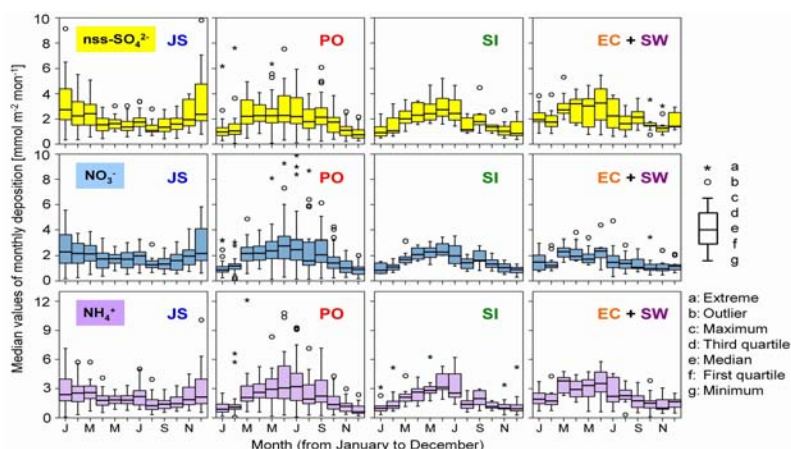 Median values of monthly deposition [mmol m⁻² mon⁻¹]
10
8
6
4
2
0
nss-SO₄²⁻ JS
PO
SI
EC + SW
10
8
6
4
2
0
NO₃⁻ JS
PO
SI
EC + SW
12
9
6
3
0
NH₄⁺ JS
PO
SI
EC + SW
J M M J S N J M M J S N J M M J S N J M M J S N
Month (from January to December)
a
b
c
d
e
f
g
a: Extreme
b: Outlier
c: Maximum
d: Third quartile
e: Median
f: First quartile
g: Minimum